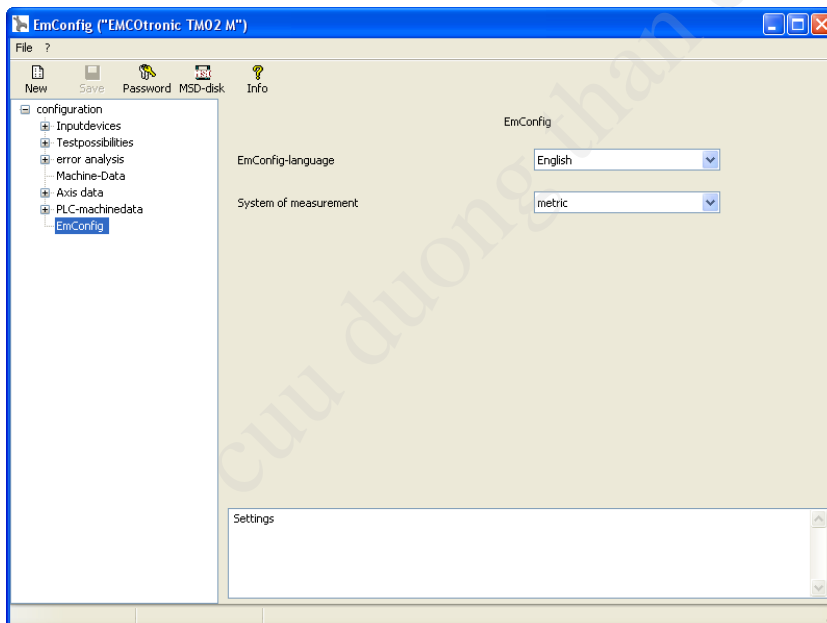 EmConfig ("EMCOtronic TM02 M")
File ?
New Save Password MSD-disk Info
configuration
Inputdevices
Testpossibilities
error analysis
Machine-Data
Axis data
PLC-machinedata
EmConfig
EmConfig
EmConfig-language English
System of measurement metric
Settings
cuu duong than